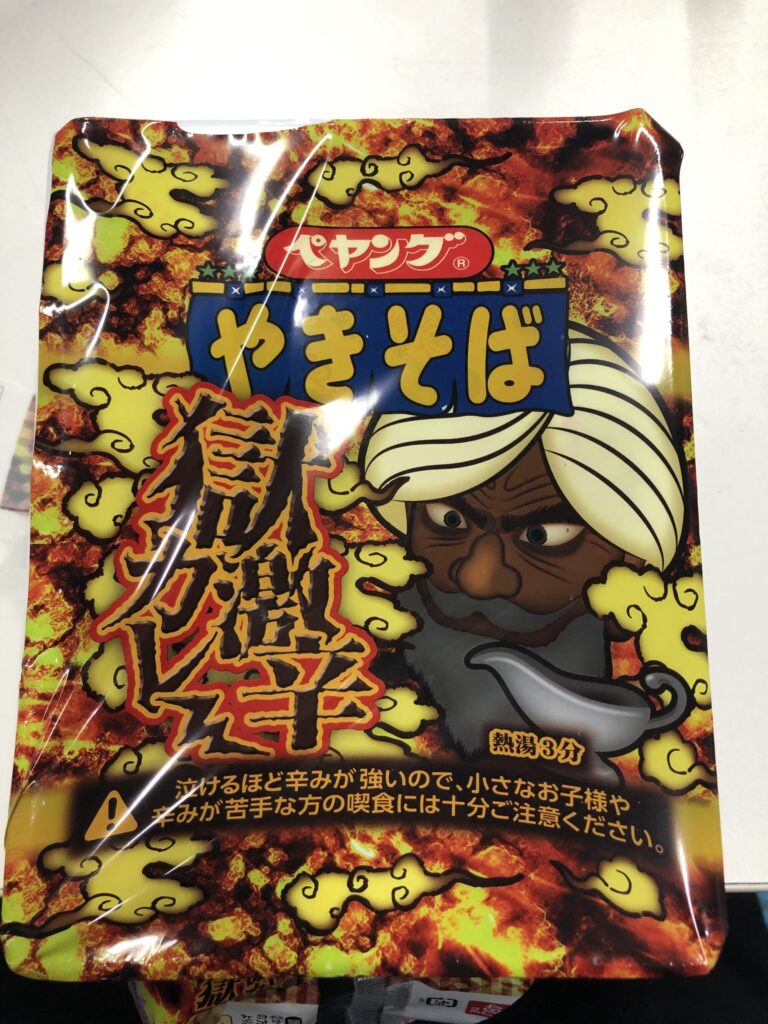 ペヤング®
やきそば
獄激辛
カレー
熱湯3分
泣けるほど辛みが強いので、小さなお子様や
辛みが苦手な方の喫食には十分ご注意ください。